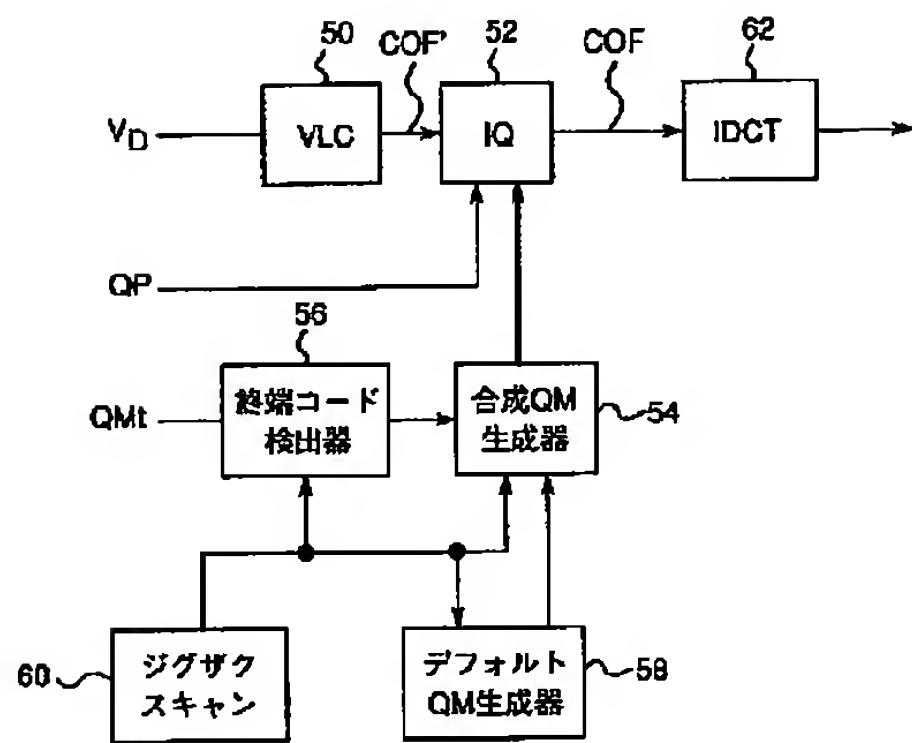 50
COF'
52
COF
62
VD
VLC
IQ
IDCT
QP
56
QMt
終端コード
検出器
合成QM
生成器
54
60
ジグザグ
スキャン
デフォルト
QM生成器
58